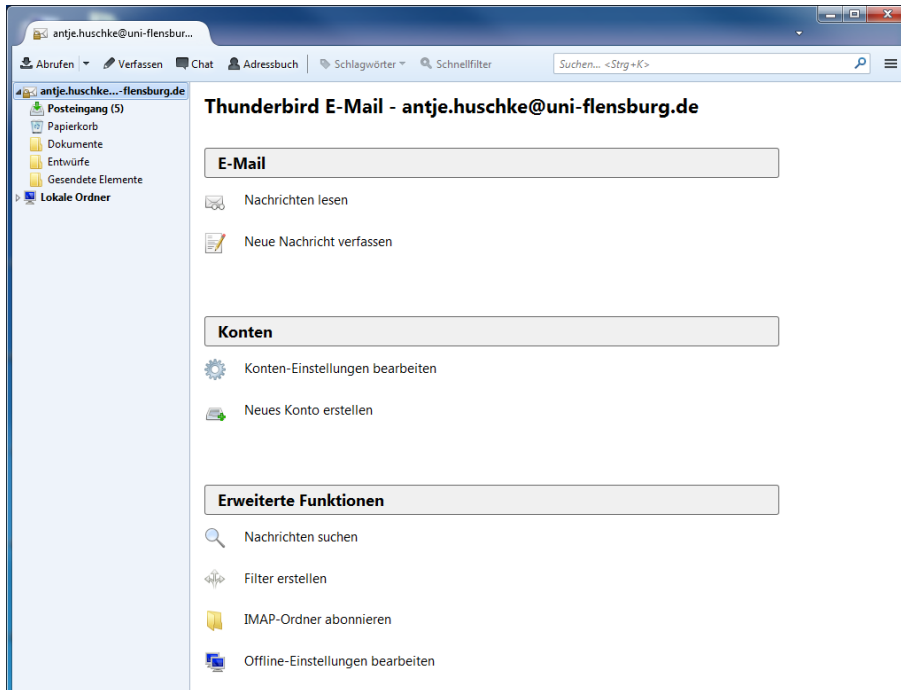 antje.huschke@uni-flensbur...
Abrufen
Verfassen
Chat
Adressbuch
Schlagwörter
Schnellfilter
Suchen... <Strg+K>
antje.huschke...-flensburg.de
Posteingang (5)
Papierkorb
Dokumente
Entwürfe
Gesendete Elemente
Lokale Ordner
Thunderbird E-Mail - antje.huschke@uni-flensburg.de
E-Mail
Nachrichten lesen
Neue Nachricht verfassen
Konten
Konten-Einstellungen bearbeiten
Neues Konto erstellen
Erweiterte Funktionen
Nachrichten suchen
Filter erstellen
IMAP-Ordner abonnieren
Offline-Einstellungen bearbeiten